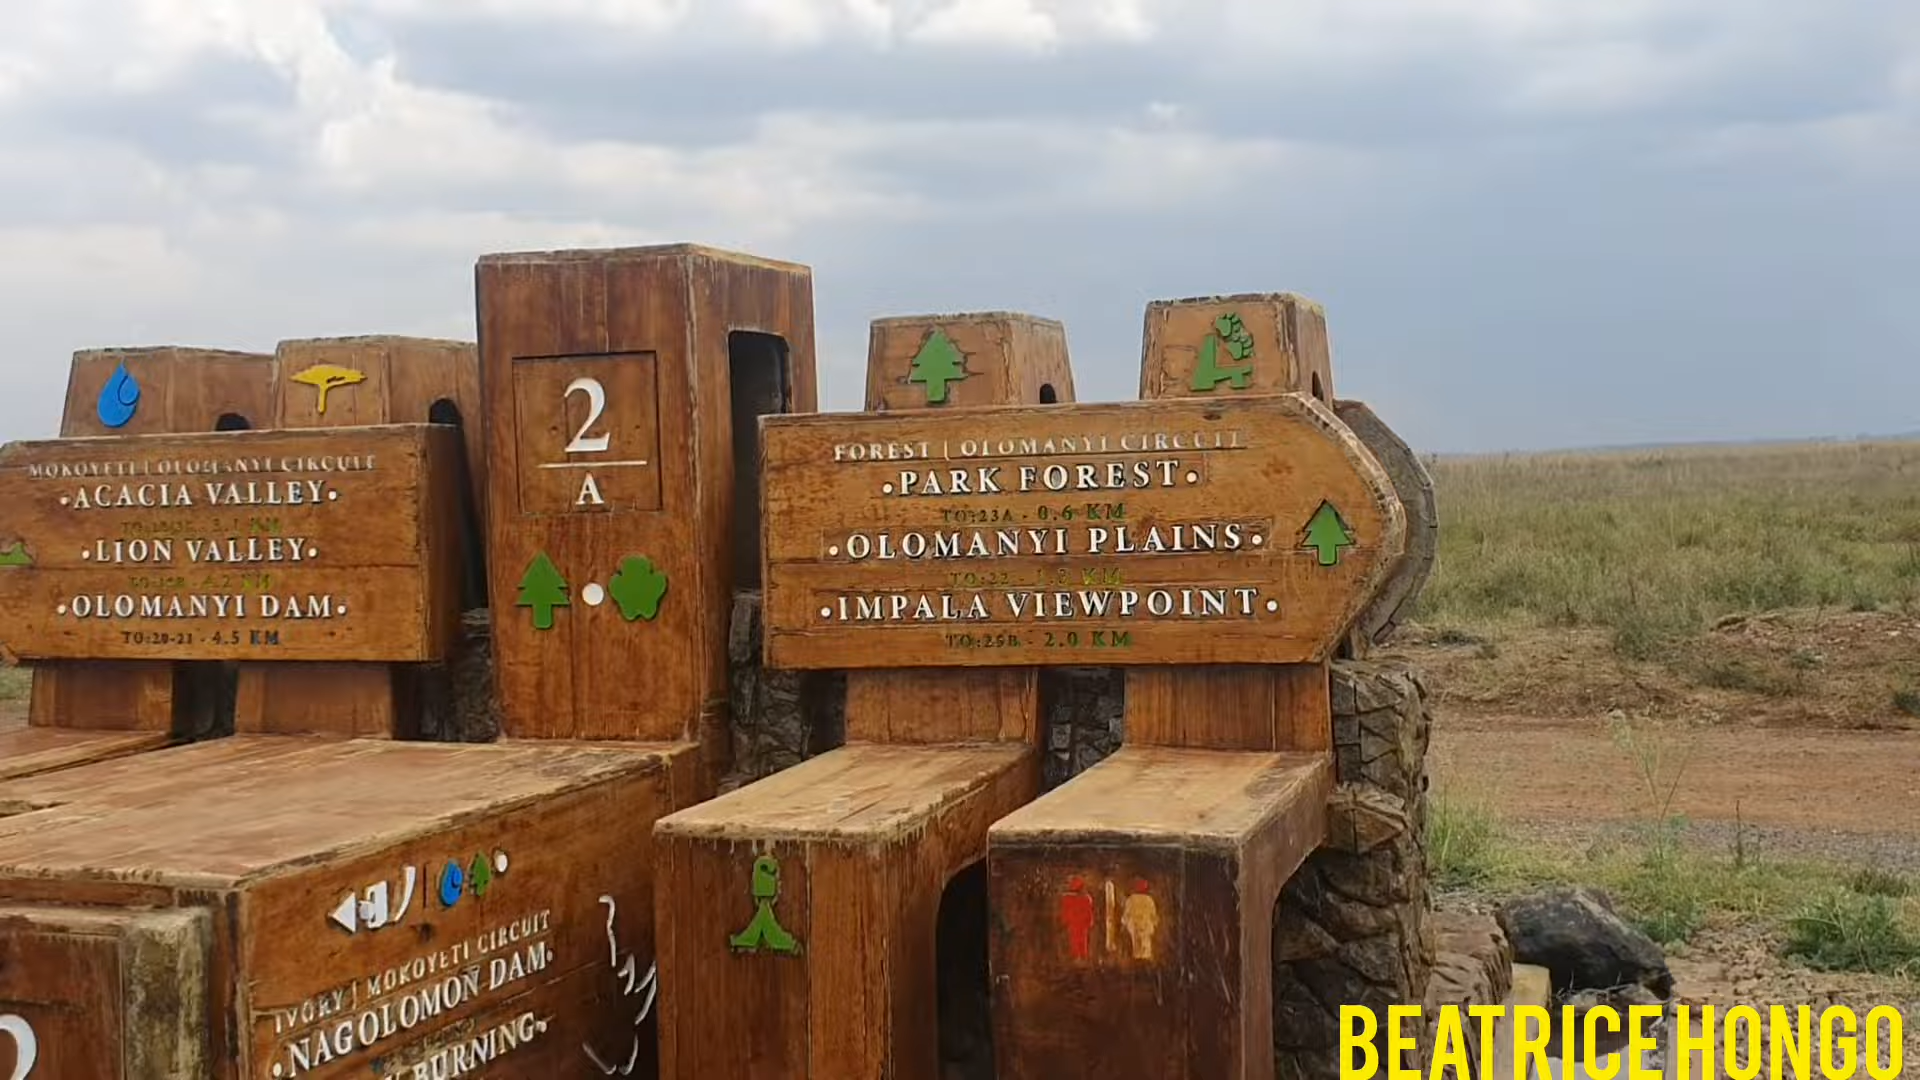 MOKOYETI | OLOMANYI CIRCUIT
•ACACIA VALLEY•
•LION VALLEY•
•OLOMANYI DAM•
TO:20-21 - 4.5 KM
2
A
FOREST | OLOMANYI CIRCUIT
•PARK FOREST•
TO:23A - 0.6 KM
•OLOMANYI PLAINS•
•IMPALA VIEWPOINT•
TO:25B - 2.0 KM
IVORY | MOKOYETI CIRCUIT
•NAGOLOMON DAM•
BURNING•
2
BEATRICE HONGO